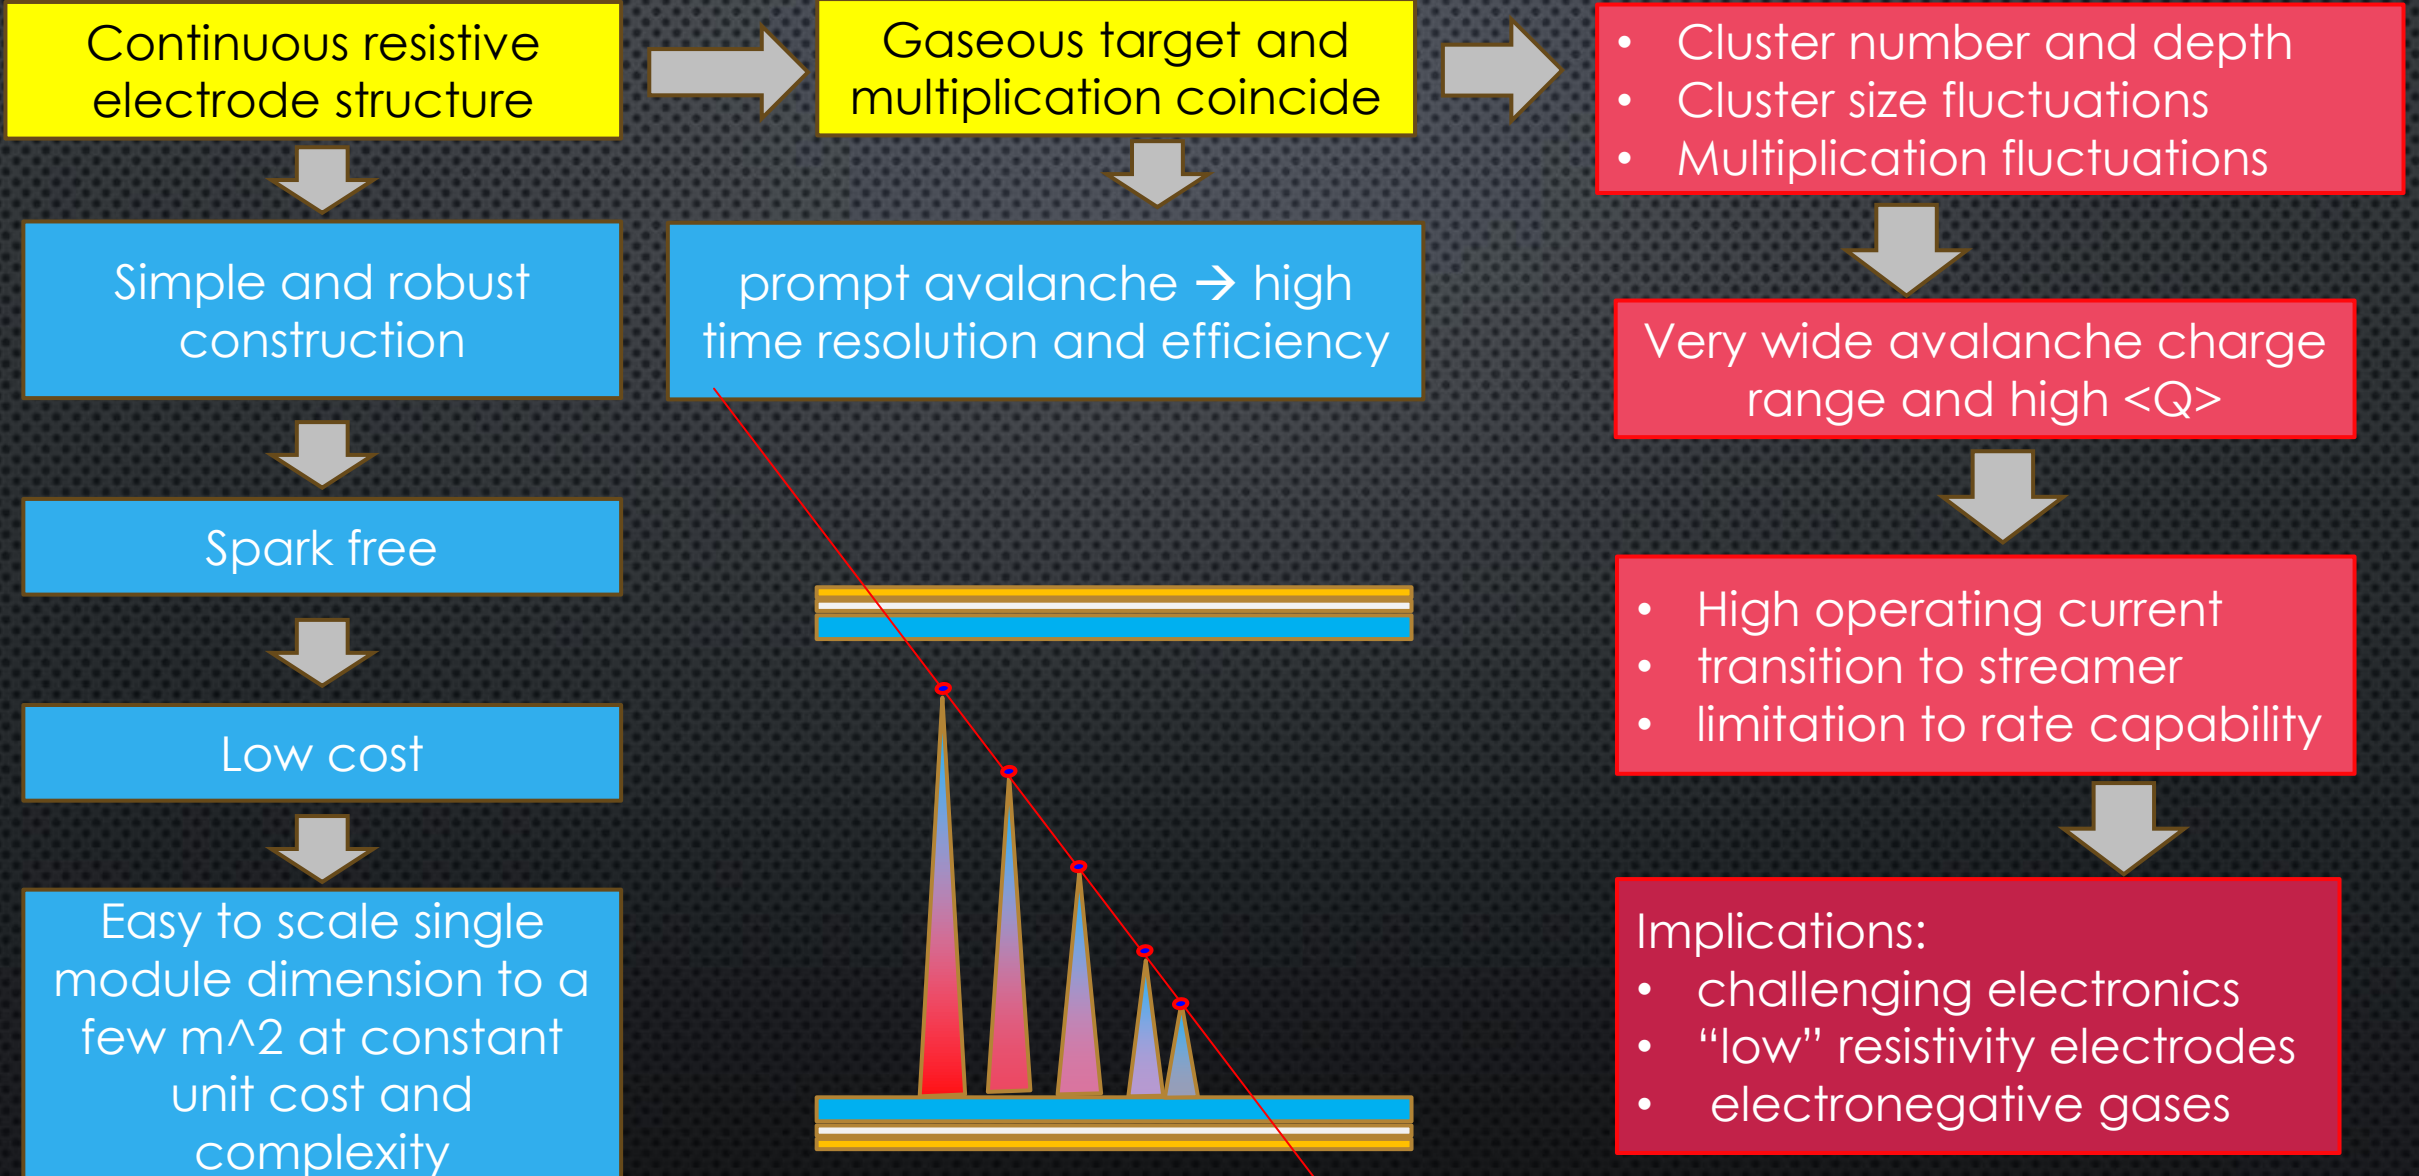 Continuous resistive
electrode structure
Simple and robust
construction
Spark free
Low cost
Easy to scale single
module dimension to a
few m^2 at constant
unit cost and
complexity
Gaseous target and
multiplication coincide
prompt avalanche → high
time resolution and efficiency
• Cluster number and depth
• Cluster size fluctuations
• Multiplication fluctuations
Very wide avalanche charge
range and high <Q>
• High operating current
• transition to streamer
• limitation to rate capability
Implications:
• challenging electronics
• “low” resistivity electrodes
• electronegative gases